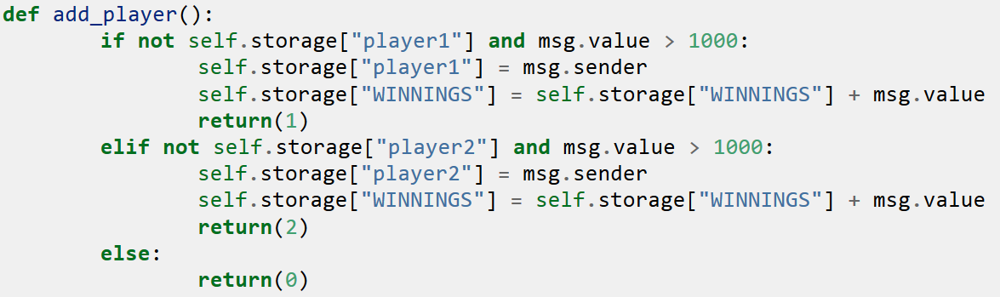 def add_player():
        if not self.storage["player1"] and msg.value > 1000:
                self.storage["player1"] = msg.sender
                self.storage["WINNINGS"] = self.storage["WINNINGS"] + msg.value
                return(1)
        elif not self.storage["player2"] and msg.value > 1000:
                self.storage["player2"] = msg.sender
                self.storage["WINNINGS"] = self.storage["WINNINGS"] + msg.value
                return(2)
        else:
                return(0)